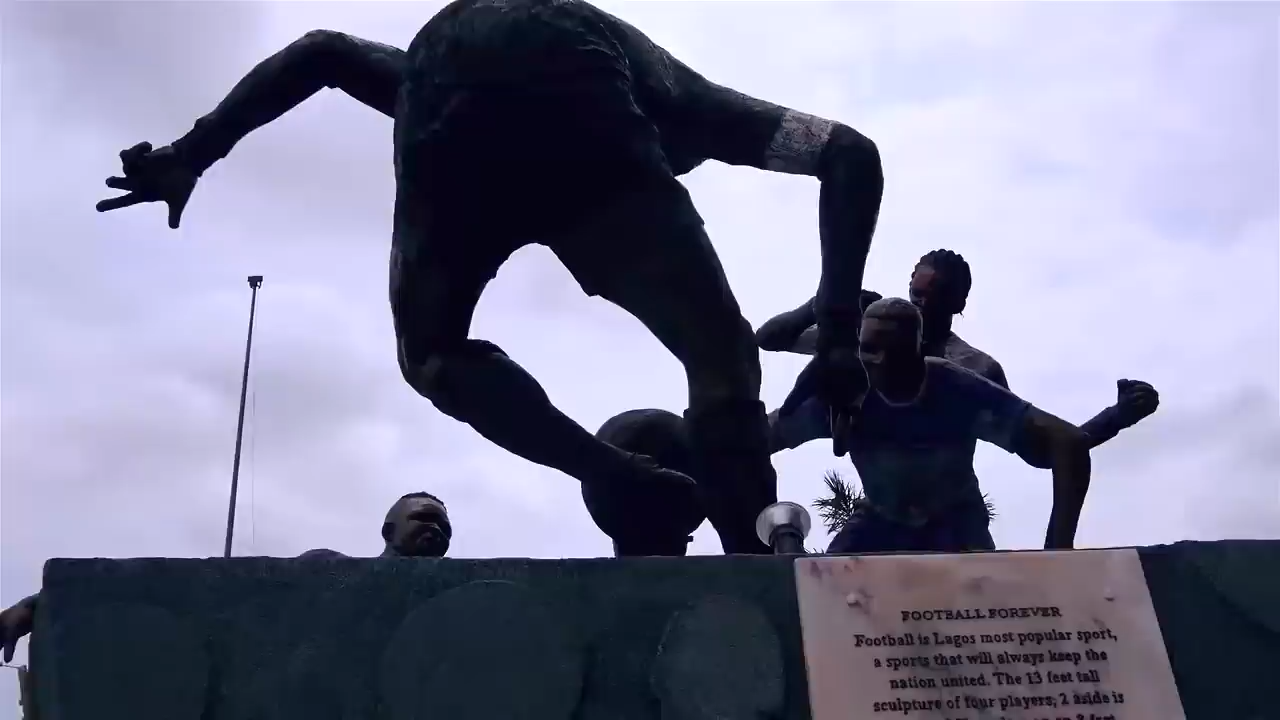 FOOTBALL FOREVER
Football is Lagos most popular sport,
a sports that will always keep the
nation united. The 13 feet tall
sculpture of four players; 2 aside is